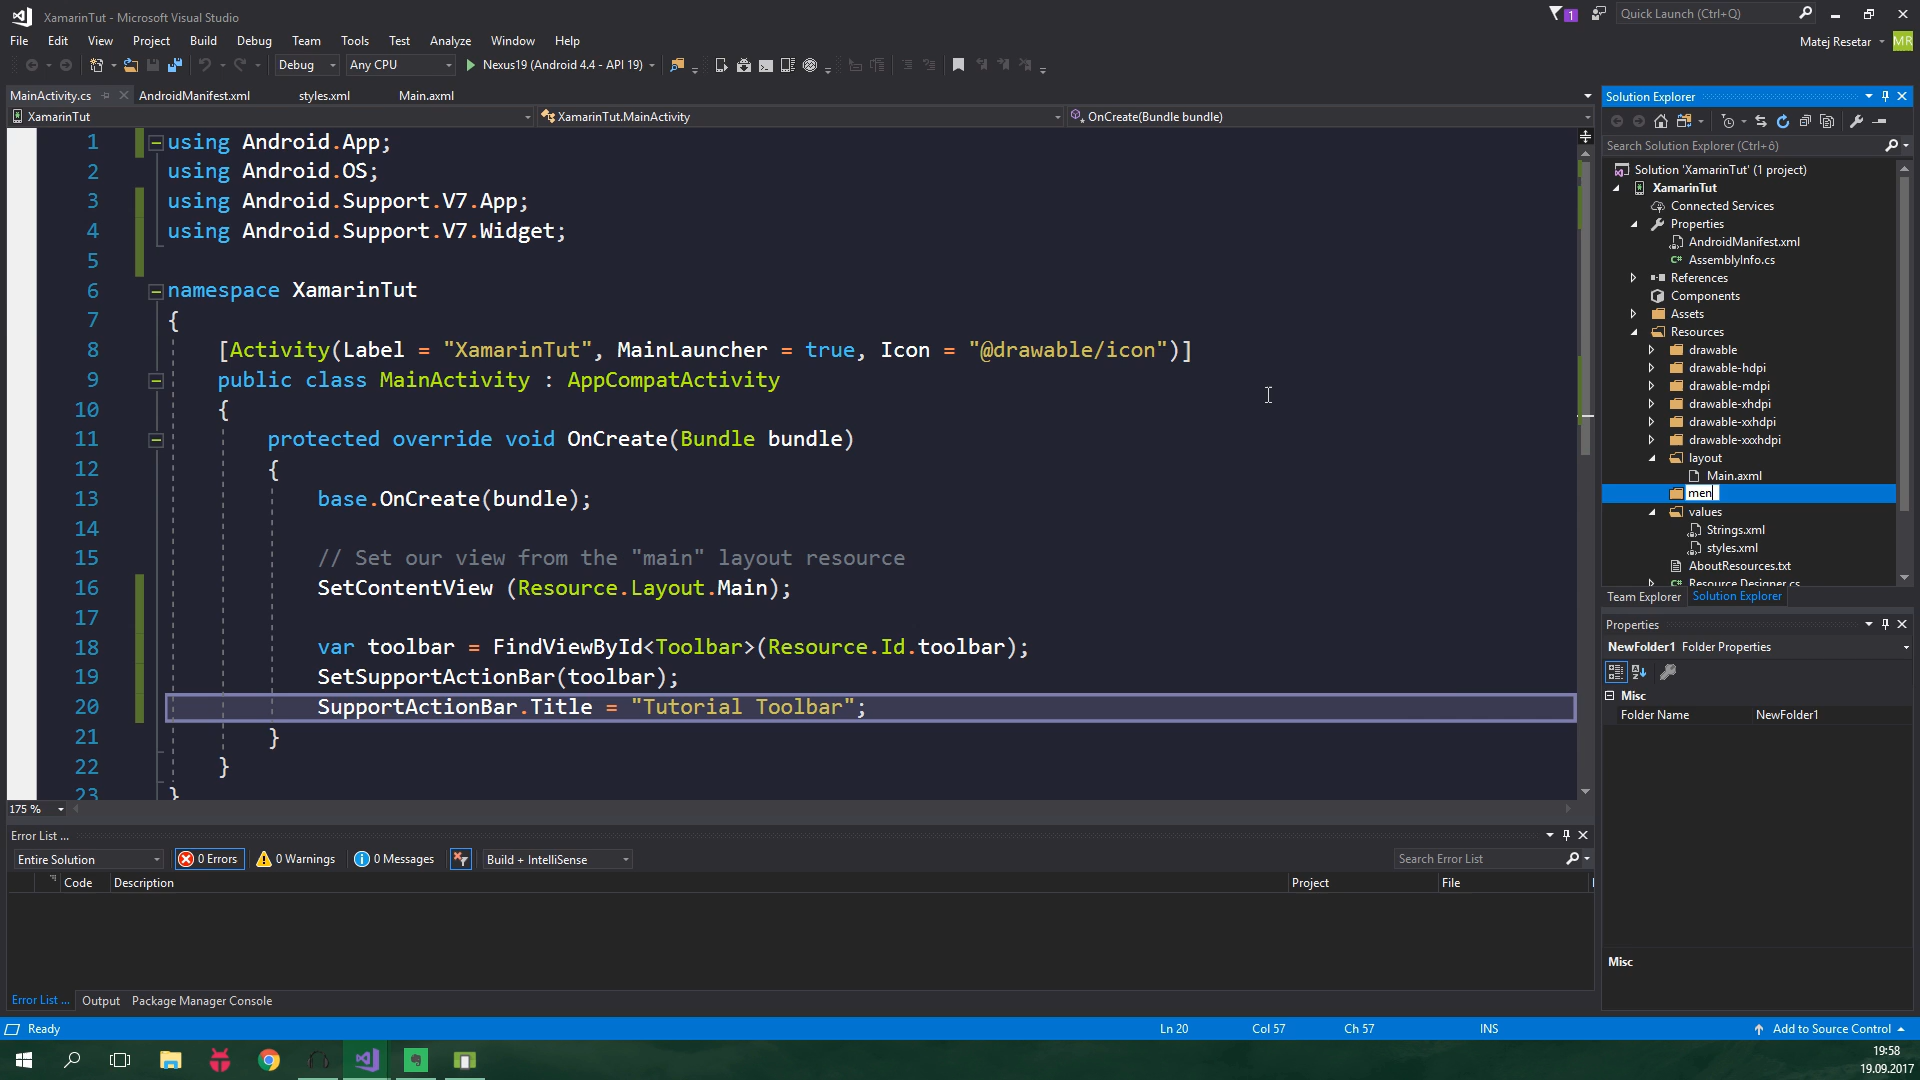 XamarinTut - Microsoft Visual Studio
1
Quick Launch (Ctrl+Q)
File Edit View Project Build Debug Team Tools Test Analyze Window Help
Matej Resetar
MR
Debug
Any CPU
Nexus19 (Android 4.4 - API 19)
MainActivity.cs
AndroidManifest.xml
styles.xml
Main.axml
XamarinTut
XamarinTut.MainActivity
OnCreate(Bundle bundle)
1 using Android.App;
2 using Android.OS;
3 using Android.Support.V7.App;
4 using Android.Support.V7.Widget;
5
6 namespace XamarinTut
7 {
8 [Activity(Label = "XamarinTut", MainLauncher = true, Icon = "@drawable/icon")]
9 public class MainActivity : AppCompatActivity
10 {
11 protected override void OnCreate(Bundle bundle)
12 {
13 base.OnCreate(bundle);
14
15 // Set our view from the "main" layout resource
16 SetContentView (Resource.Layout.Main);
17
18 var toolbar = FindViewById<Toolbar>(Resource.Id.toolbar);
19 SetSupportActionBar(toolbar);
20 SupportActionBar.Title = "Tutorial Toolbar";
21 }
22 }
23 }
175 %
Solution Explorer
Search Solution Explorer (Ctrl+ô)
Solution 'XamarinTut' (1 project)
XamarinTut
Connected Services
Properties
AndroidManifest.xml
C# AssemblyInfo.cs
References
Components
Assets
Resources
drawable
drawable-hdpi
drawable-mdpi
drawable-xhdpi
drawable-xxhdpi
drawable-xxxhdpi
layout
Main.axml
men
values
Strings.xml
styles.xml
AboutResources.txt
Resource.Designer.cs
Team Explorer
Solution Explorer
Properties
NewFolder1 Folder Properties
Misc
Folder Name NewFolder1
Misc
Error List ...
Entire Solution
0 Errors
0 Warnings
0 Messages
Build + IntelliSense
Search Error List
Code
Description
Project
File
Error List ...
Output
Package Manager Console
Ready
Ln 20
Col 57
Ch 57
INS
Add to Source Control
19:58
19.09.2017